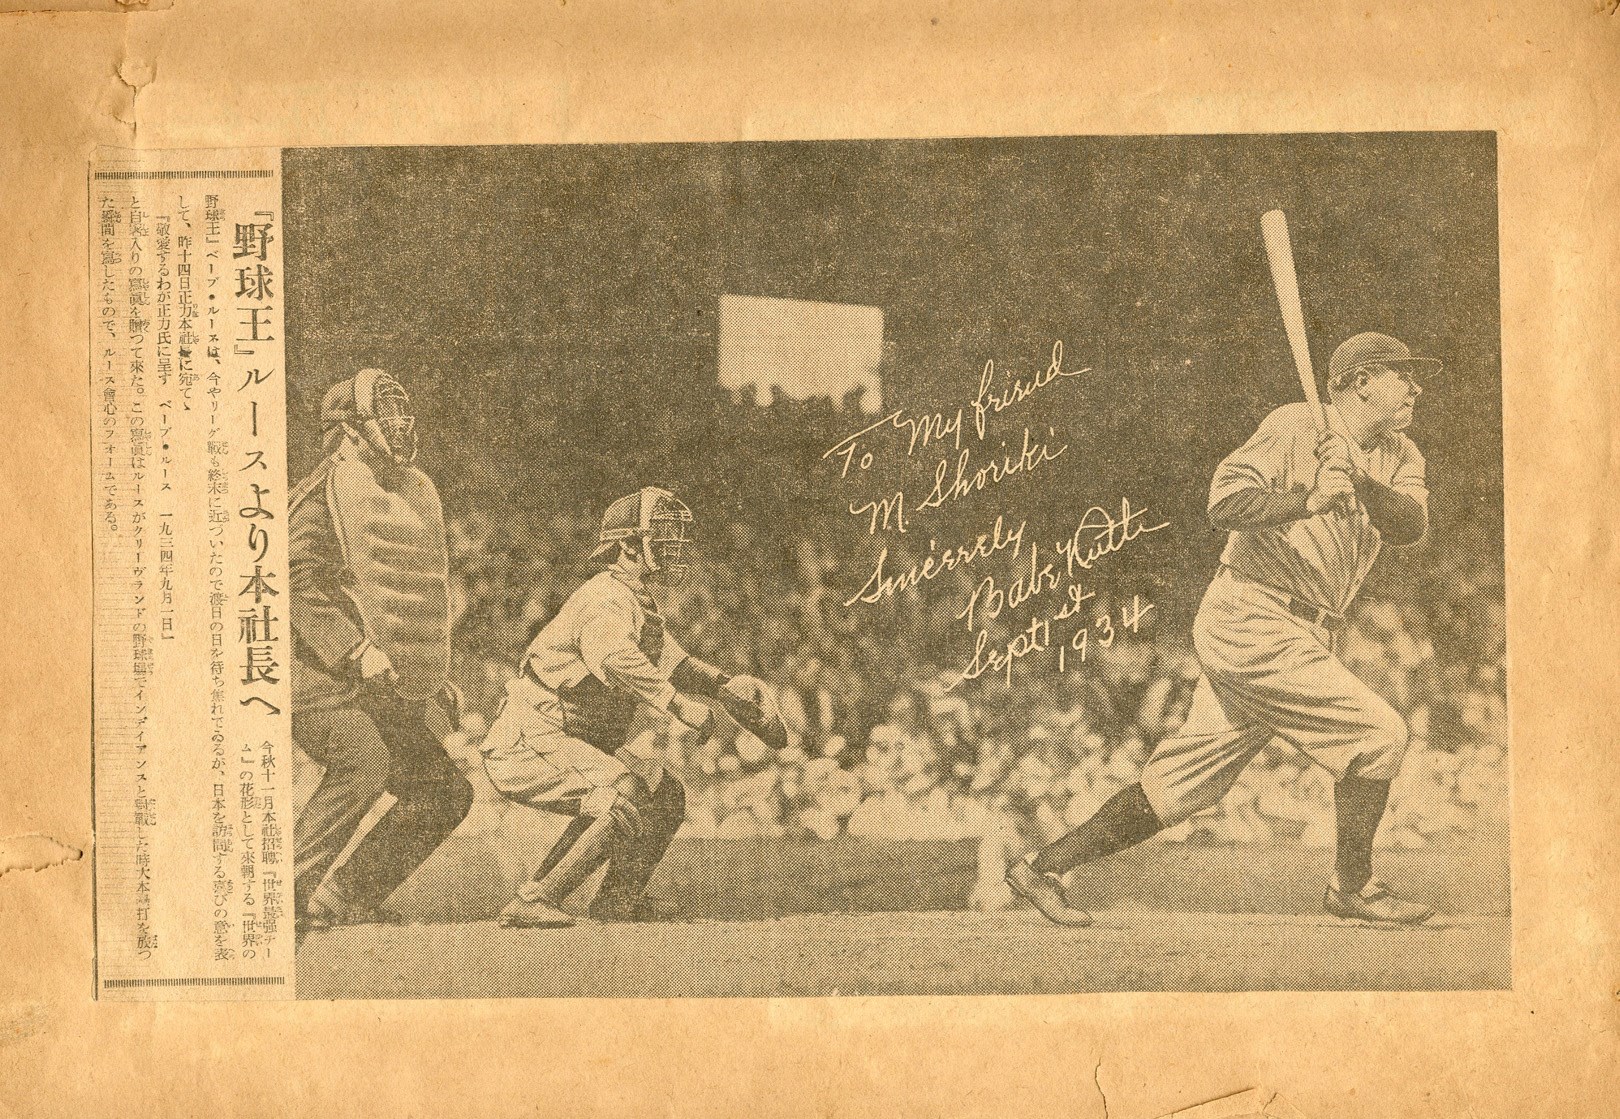 『野球王』ルースより本社長へ
今秋十一月本社招聘『世界最強チー
ム』の花形として來朝する『世界の
野球王』ベーブ・ルースは、今やリーグ戰も終末に近づいたので渡日の日を待ち焦れてゐるが、日本を訪問する喜びの意を表
して、昨十四日正力本社長に宛て、
『敬愛するわが正力氏に呈す ベーブ・ルース 一九三四年九月一日』
と自署入りの寫眞を贈つて來た。この寫眞はルースがクリーヴランドの野球場でインデイアンスと戰した時大本壘打を放つ
た瞬間を寫したもので、ルース會心のフオームである。
To My friend
M. Shoriki
Sincerely
Babe Ruth
Sept 1st
1934